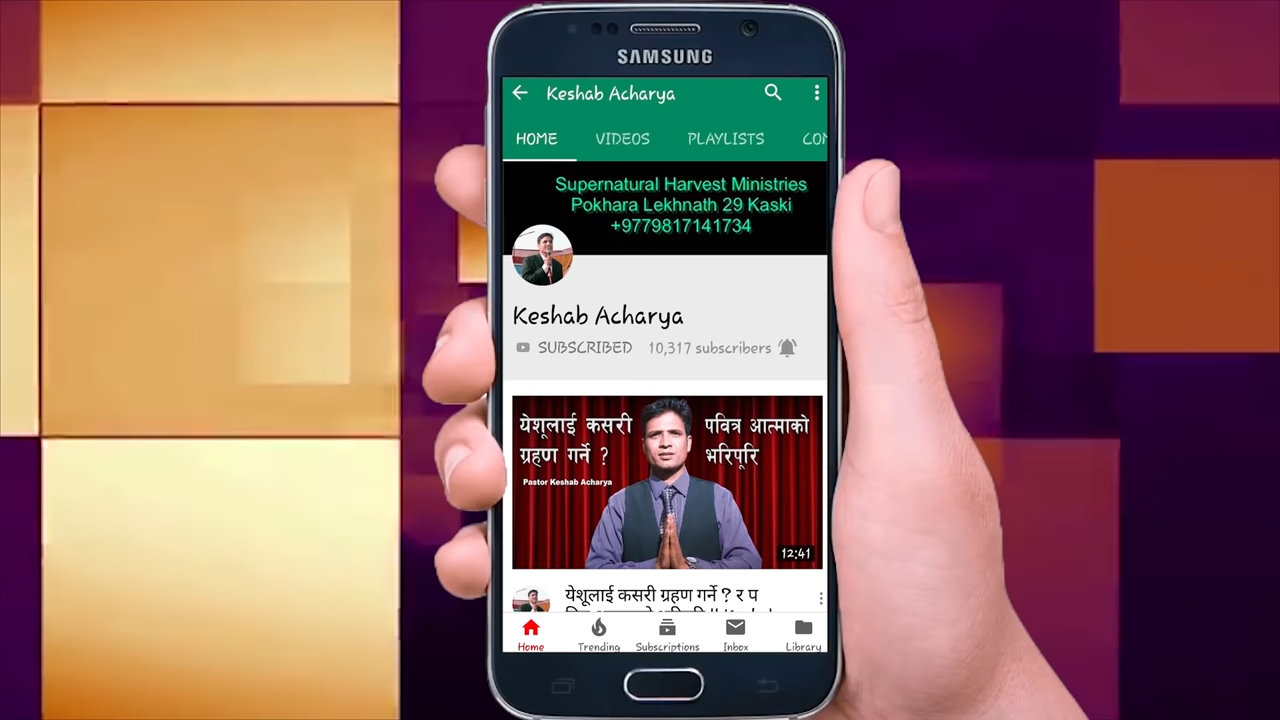 SAMSUNG
Keshab Acharya
HOME VIDEOS PLAYLISTS
Supernatural Harvest Ministries
Pokhara Lekhnath 29 Kaski
+9779817141734
Keshab Acharya
SUBSCRIBED 10,317 subscribers
येशूलाई कसरी
ग्रहण गर्ने ?
पवित्र आत्माको
भरिपूरि
Pastor Keshab Acharya
12:41
येशूलाई कसरी ग्रहण गर्ने ? र प
Home Trending Subscriptions Inbox Library